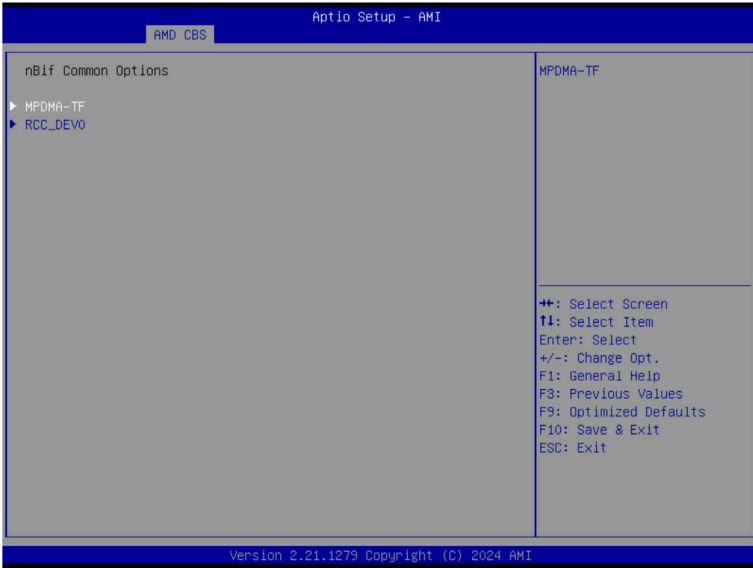 Aptio Setup - AMI
AMD CBS
nBif Common Options
MPDMA-TF
RCC_DEV0
MPDMA-TF
→←: Select Screen
↑↓: Select Item
Enter: Select
+/-: Change Opt.
F1: General Help
F3: Previous Values
F9: Optimized Defaults
F10: Save & Exit
ESC: Exit
Version 2.21.1279 Copyright (C) 2024 AMI